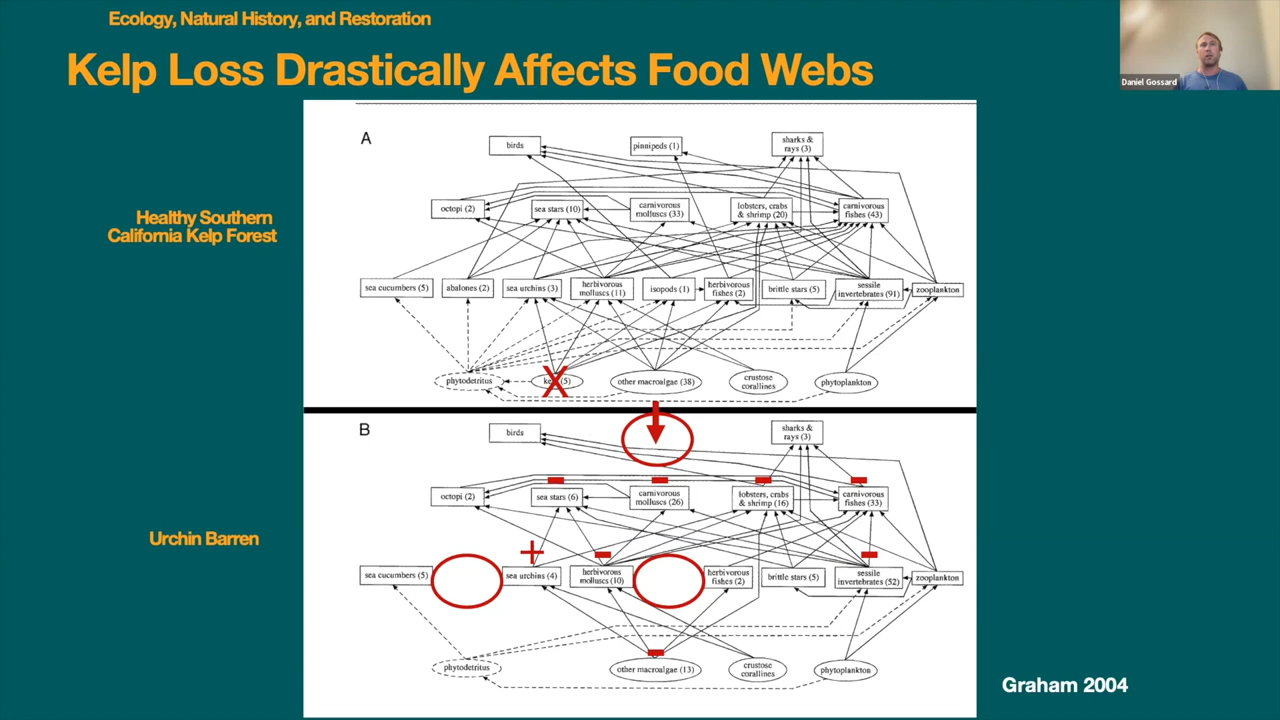 Ecology, Natural History, and Restoration
Kelp Loss Drastically Affects Food Webs
Daniel Gossard
Healthy Southern
California Kelp Forest
A
birds
pinnipeds (1)
sharks &
rays (3)
octopi (2)
sea stars (10)
carnivorous
molluscs (33)
lobsters, crabs
& shrimp (20)
carnivorous
fishes (43)
sea cucumbers (5)
abalones (2)
sea urchins (3)
herbivorous
molluscs (11)
isopods (1)
herbivorous
fishes (2)
brittle stars (5)
sessile
invertebrates (91)
zooplankton
phytodetritus
(5)
other macroalgae (38)
crustose
corallines
phytoplankton
Urchin Barren
B
birds
sharks &
rays (3)
octopi (2)
sea stars (6)
carnivorous
molluscs (26)
lobsters, crabs
& shrimp (16)
carnivorous
fishes (33)
sea cucumbers (5)
sea urchins (4)
herbivorous
molluscs (10)
herbivorous
fishes (2)
brittle stars (5)
sessile
invertebrates (52)
zooplankton
phytodetritus
other macroalgae (13)
crustose
corallines
phytoplankton
Graham 2004